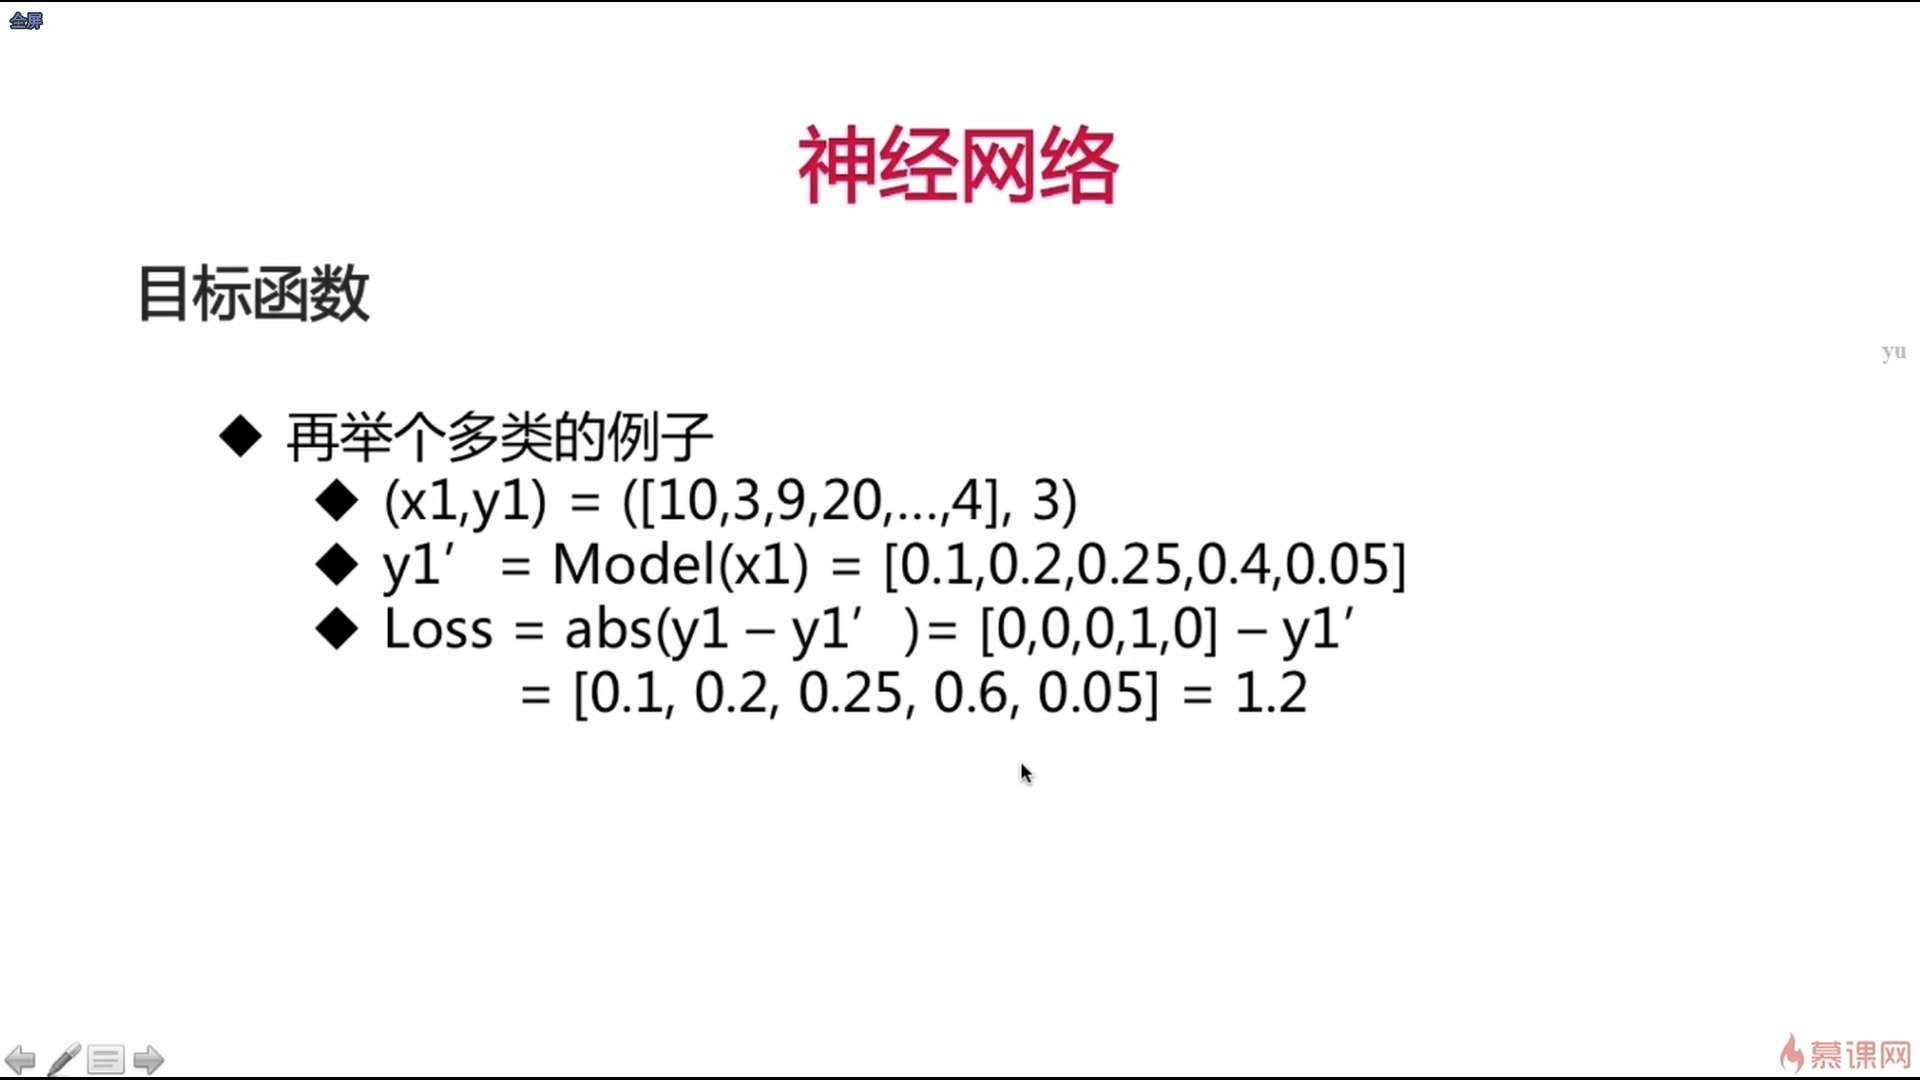 全屏
神经网络
目标函数
yu
◆ 再举个多类的例子
◆ (x1,y1) = ([10,3,9,20,…,4], 3)
◆ y1′ = Model(x1) = [0.1,0.2,0.25,0.4,0.05]
◆ Loss = abs(y1 – y1′ )= [0,0,0,1,0] – y1′
= [0.1, 0.2, 0.25, 0.6, 0.05] = 1.2
慕课网